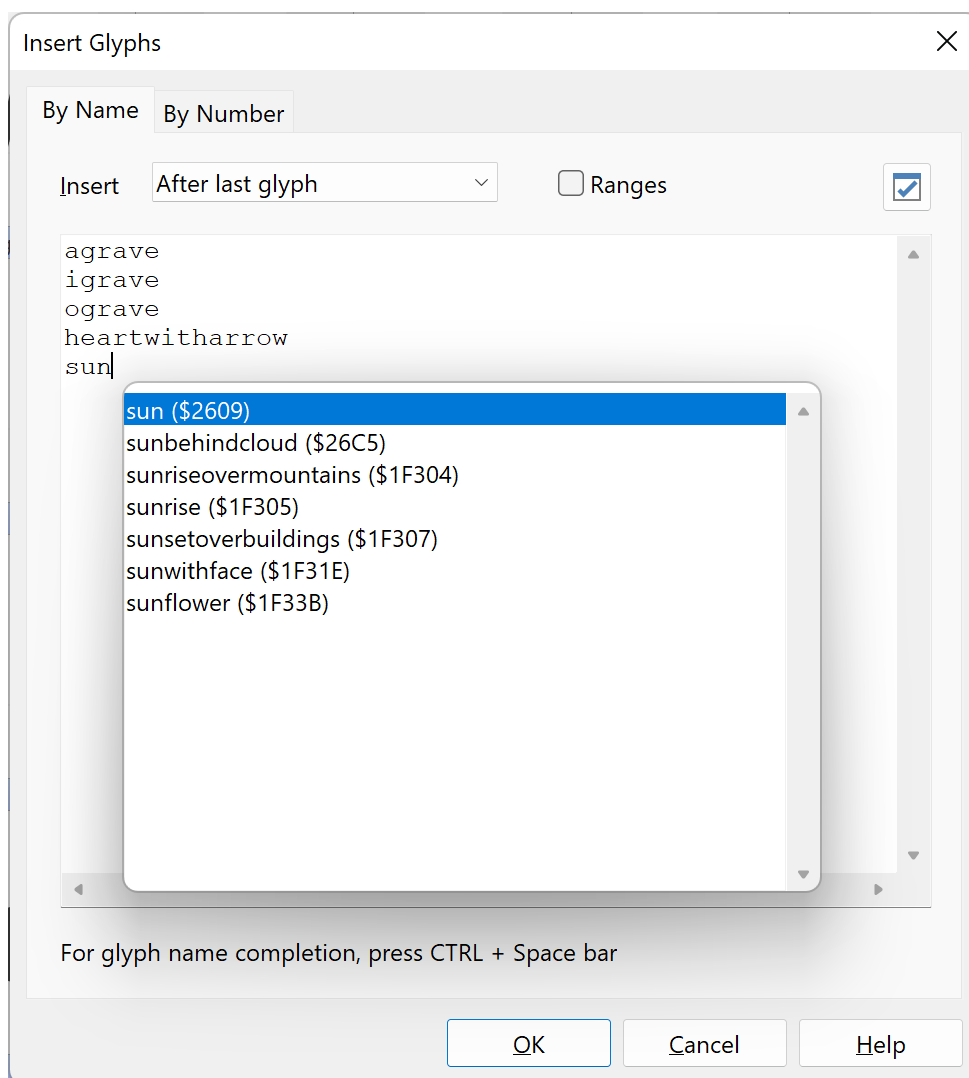 Insert Glyphs
By Name By Number
Insert After last glyph Ranges
agrave
igrave
ograve
heartwitharrow
sun
sun ($2609)
sunbehindcloud ($26C5)
sunriseovermountains ($1F304)
sunrise ($1F305)
sunsetoverbuildings ($1F307)
sunwithface ($1F31E)
sunflower ($1F33B)
For glyph name completion, press CTRL + Space bar
OK Cancel Help